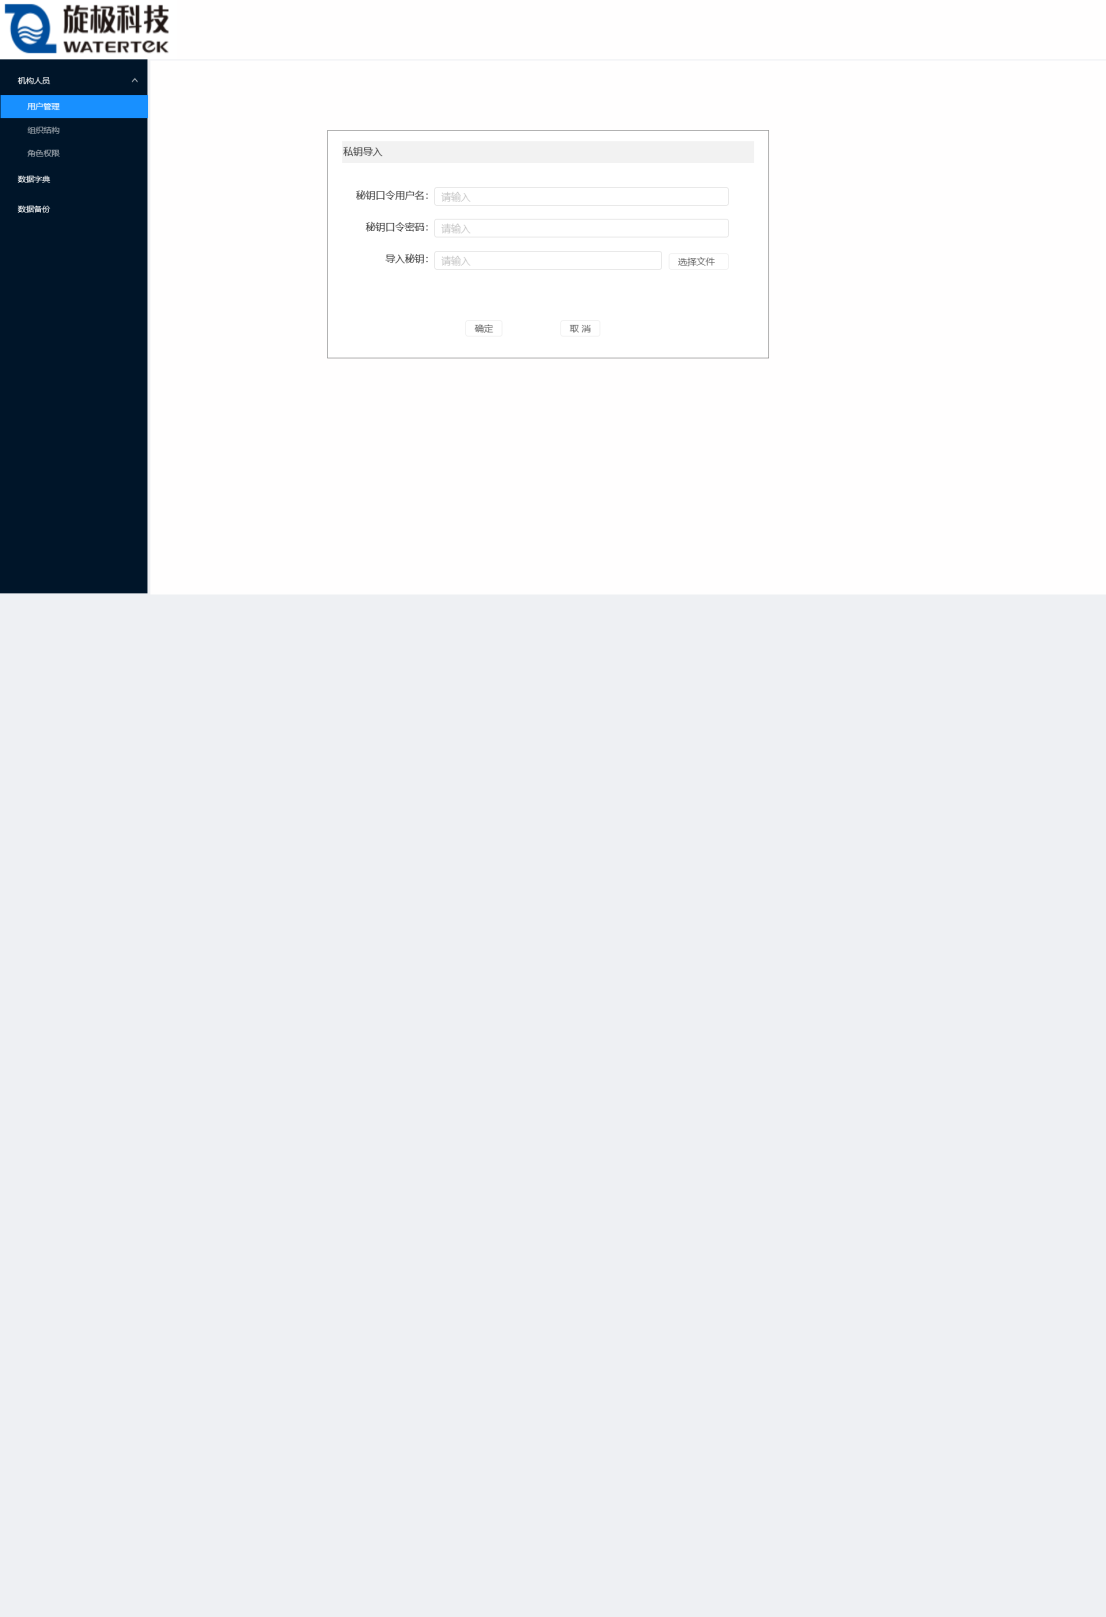 旋极科技
WATERTEK
机构人员
用户管理
组织结构
角色权限
数据字典
数据备份
私钥导入
秘钥口令用户名: 请输入
秘钥口令密码: 请输入
导入秘钥: 请输入 选择文件
确定 取 消